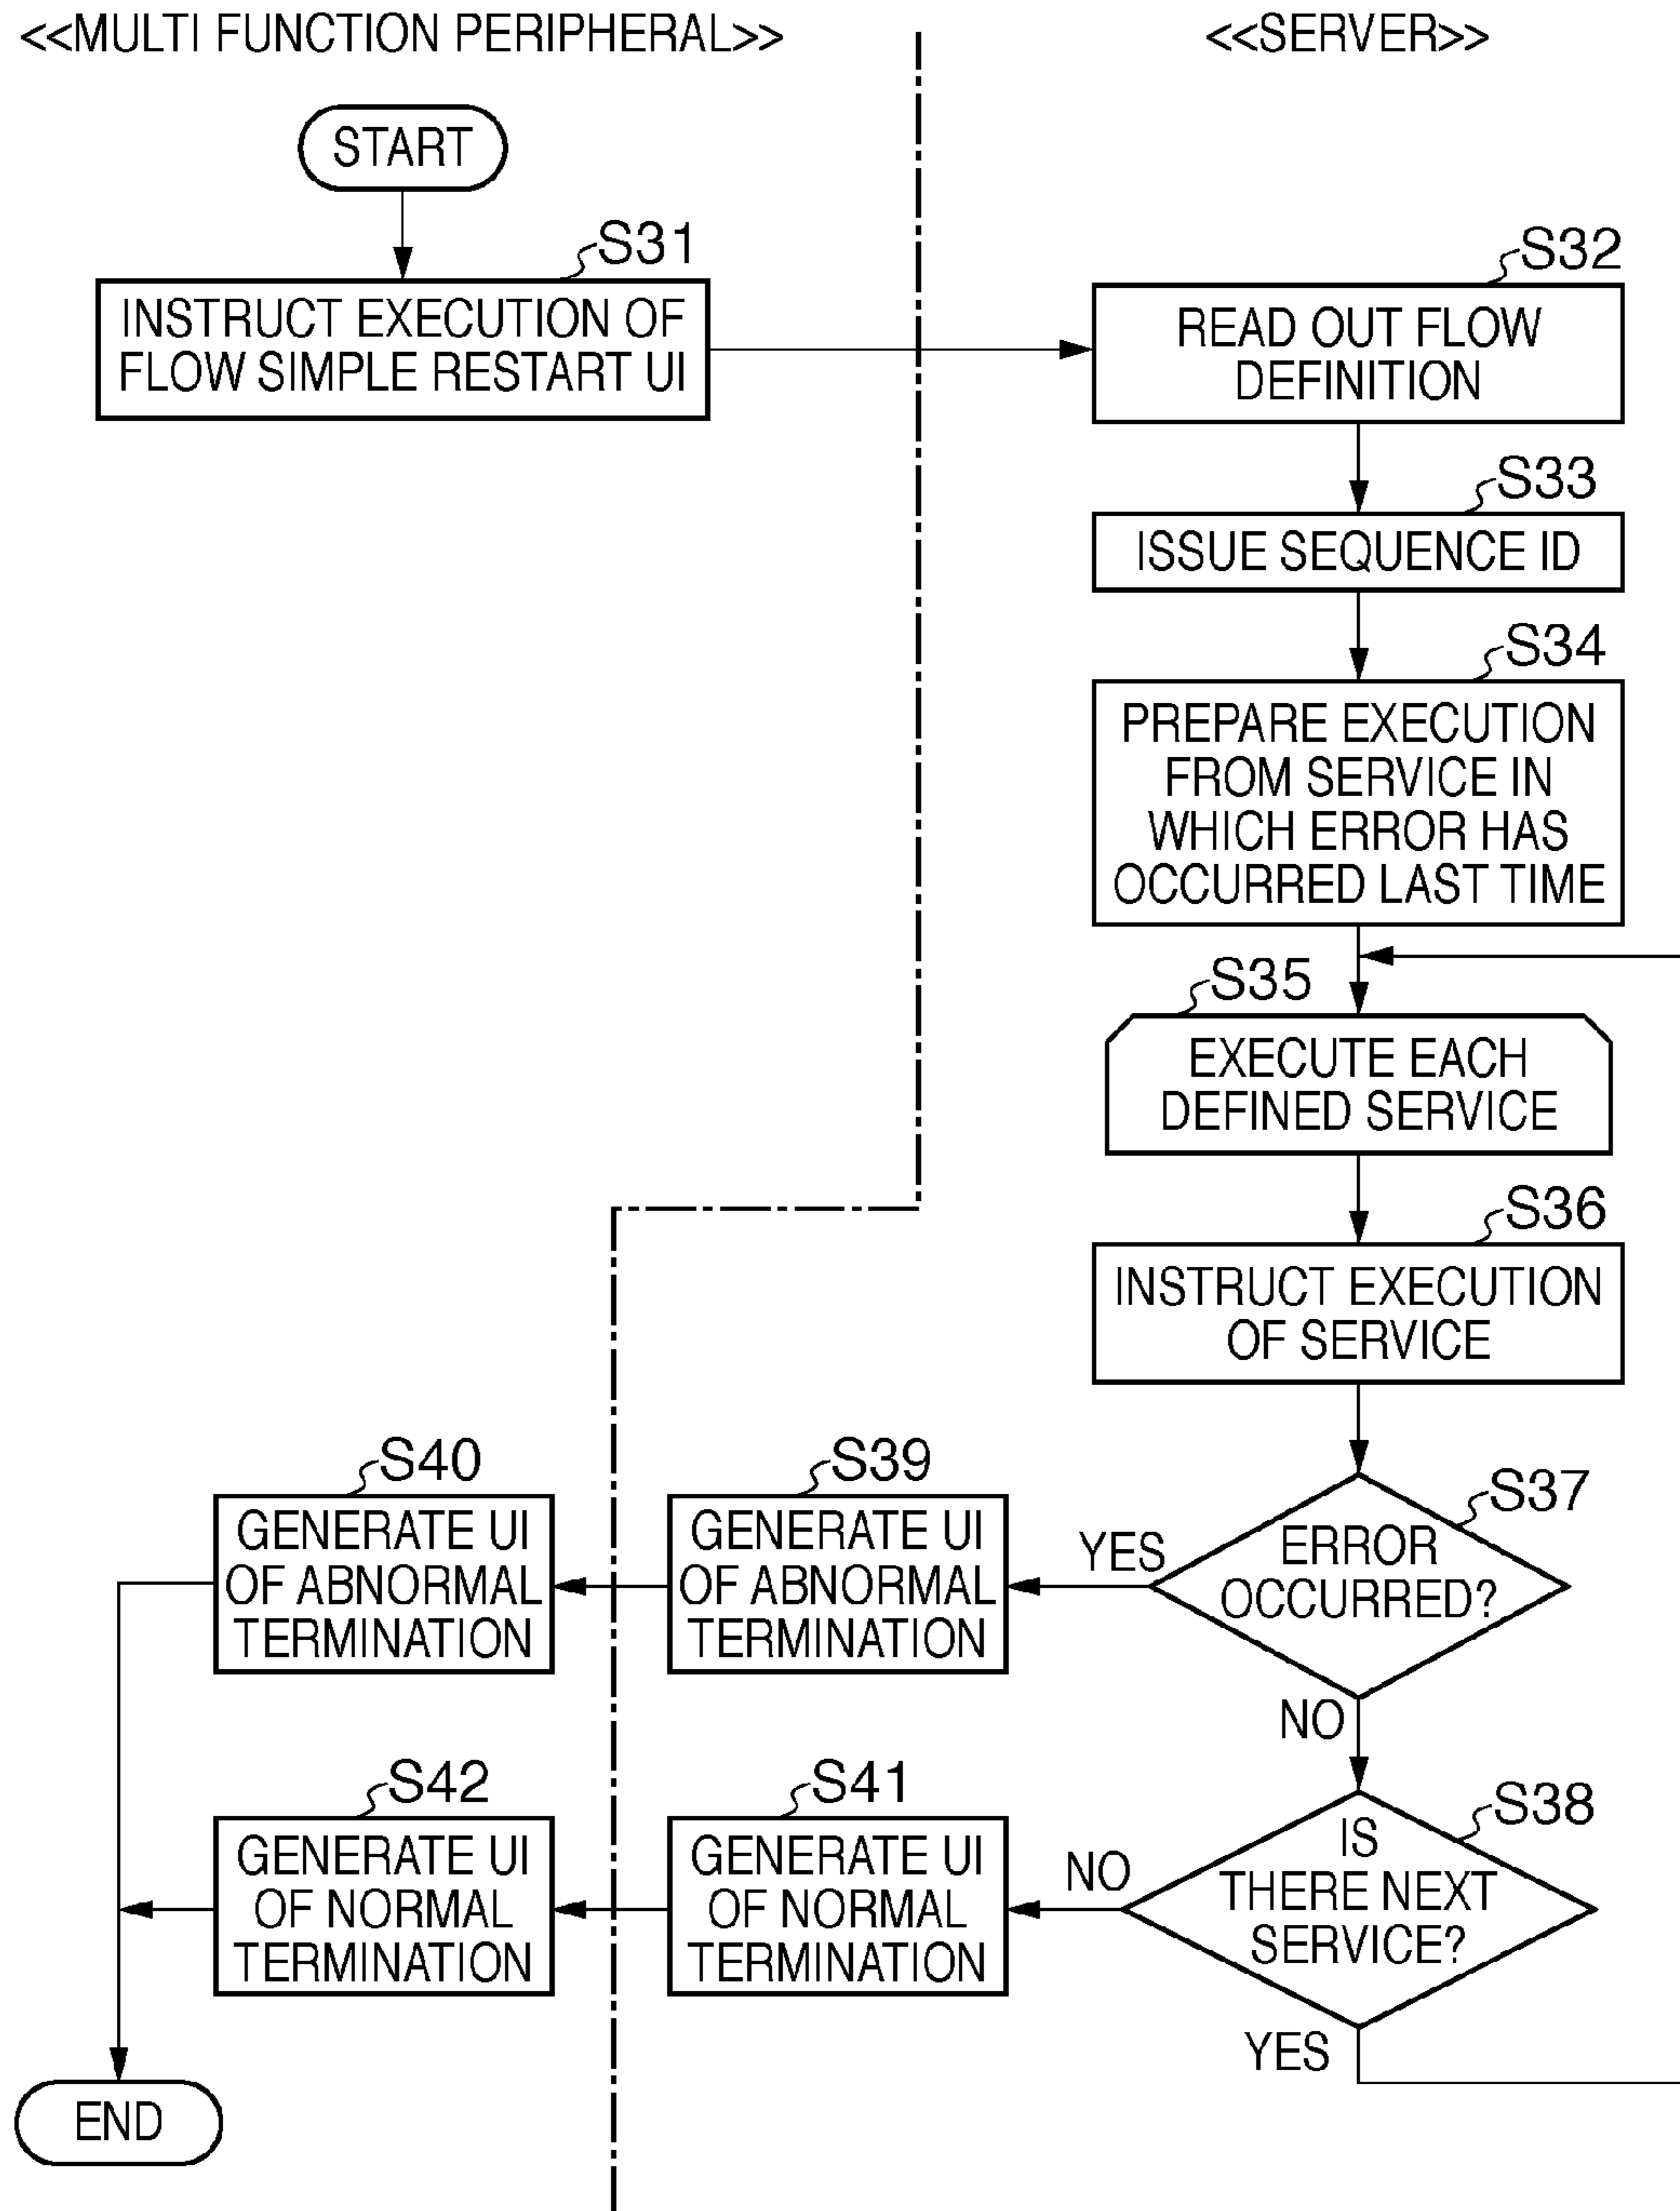 <<MULTI FUNCTION PERIPHERAL>>
<<SERVER>>
START
S31
INSTRUCT EXECUTION OF
FLOW SIMPLE RESTART UI
S32
READ OUT FLOW
DEFINITION
S33
ISSUE SEQUENCE ID
S34
PREPARE EXECUTION
FROM SERVICE IN
WHICH ERROR HAS
OCCURRED LAST TIME
S35
EXECUTE EACH
DEFINED SERVICE
S36
INSTRUCT EXECUTION
OF SERVICE
S37
ERROR
OCCURRED?
YES
NO
S39
GENERATE UI
OF ABNORMAL
TERMINATION
S40
GENERATE UI
OF ABNORMAL
TERMINATION
S38
IS
THERE NEXT
SERVICE?
NO
YES
S41
GENERATE UI
OF NORMAL
TERMINATION
S42
GENERATE UI
OF NORMAL
TERMINATION
END